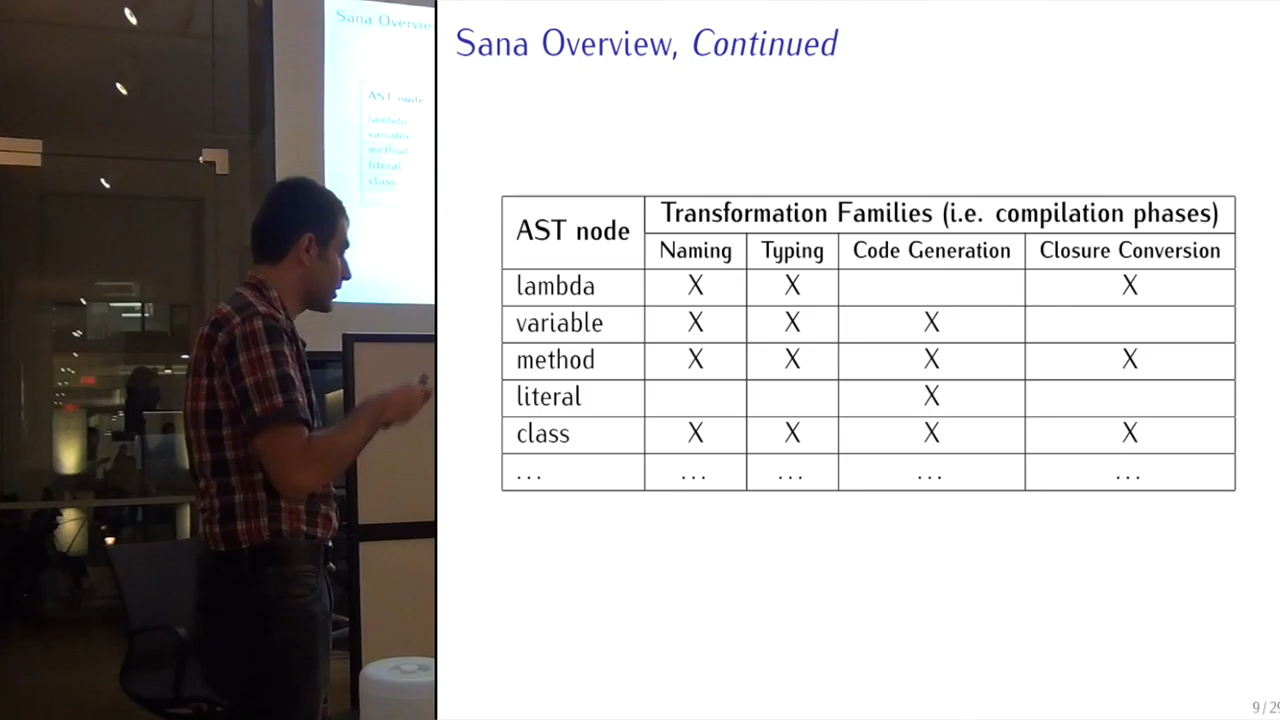 Sana Overvie
AST node
lambda
variable
method
literal
class
Sana Overview, Continued
AST node Transformation Families (i.e. compilation phases)
Naming Typing Code Generation Closure Conversion
lambda X X X
variable X X X
method X X X X
literal X
class X X X X
... ... ... ... ...
9/29